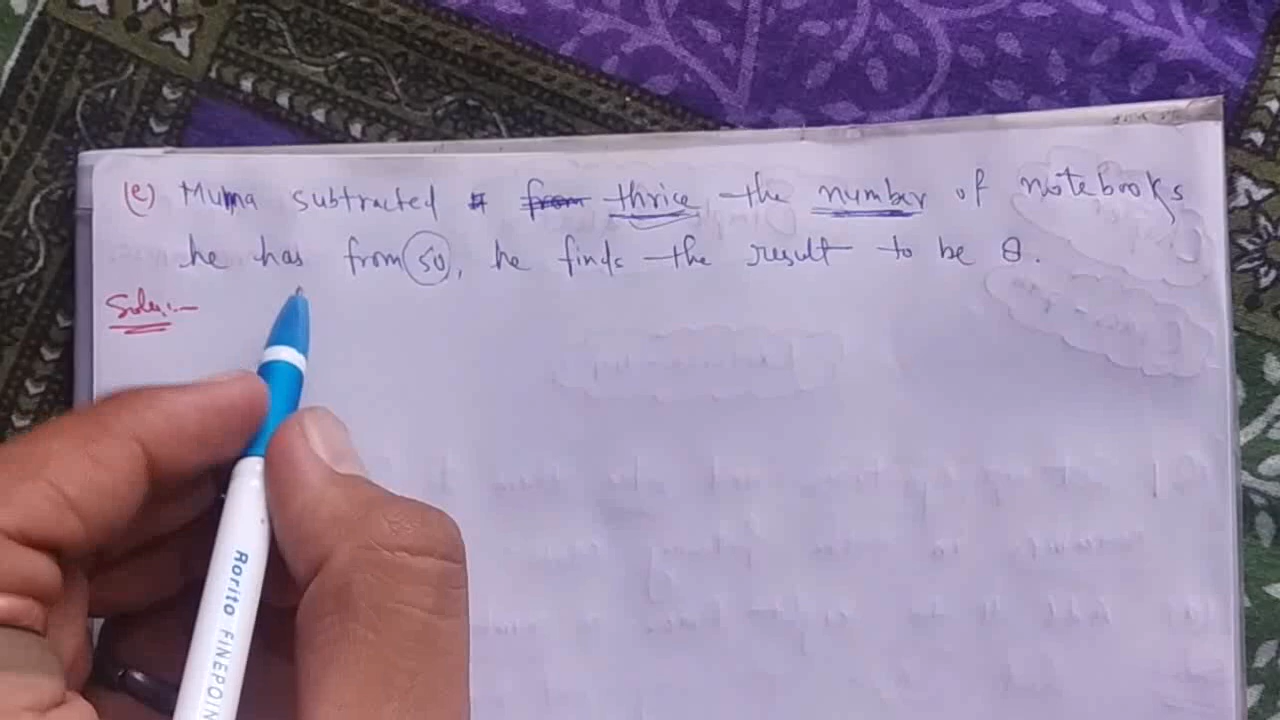 (e) Muna subtracted from thrice the number of notebooks
he has from 50, he finds the result to be 8.
Soln:-
Rorito FINEPOIN